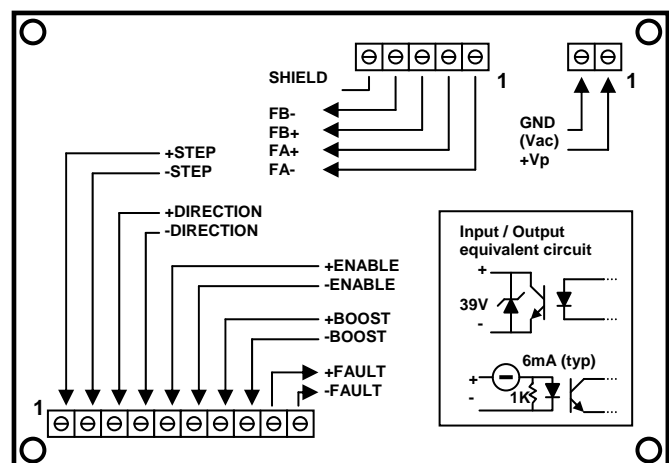 SHIELD
1
1
FB-
FB+
FA+
FA-
GND
(Vac)
+Vp
+STEP
-STEP
+DIRECTION
-DIRECTION
+ENABLE
-ENABLE
+BOOST
-BOOST
+FAULT
-FAULT
1
Input / Output
equivalent circuit
+
39V
-
6mA (typ)
+
1K
-